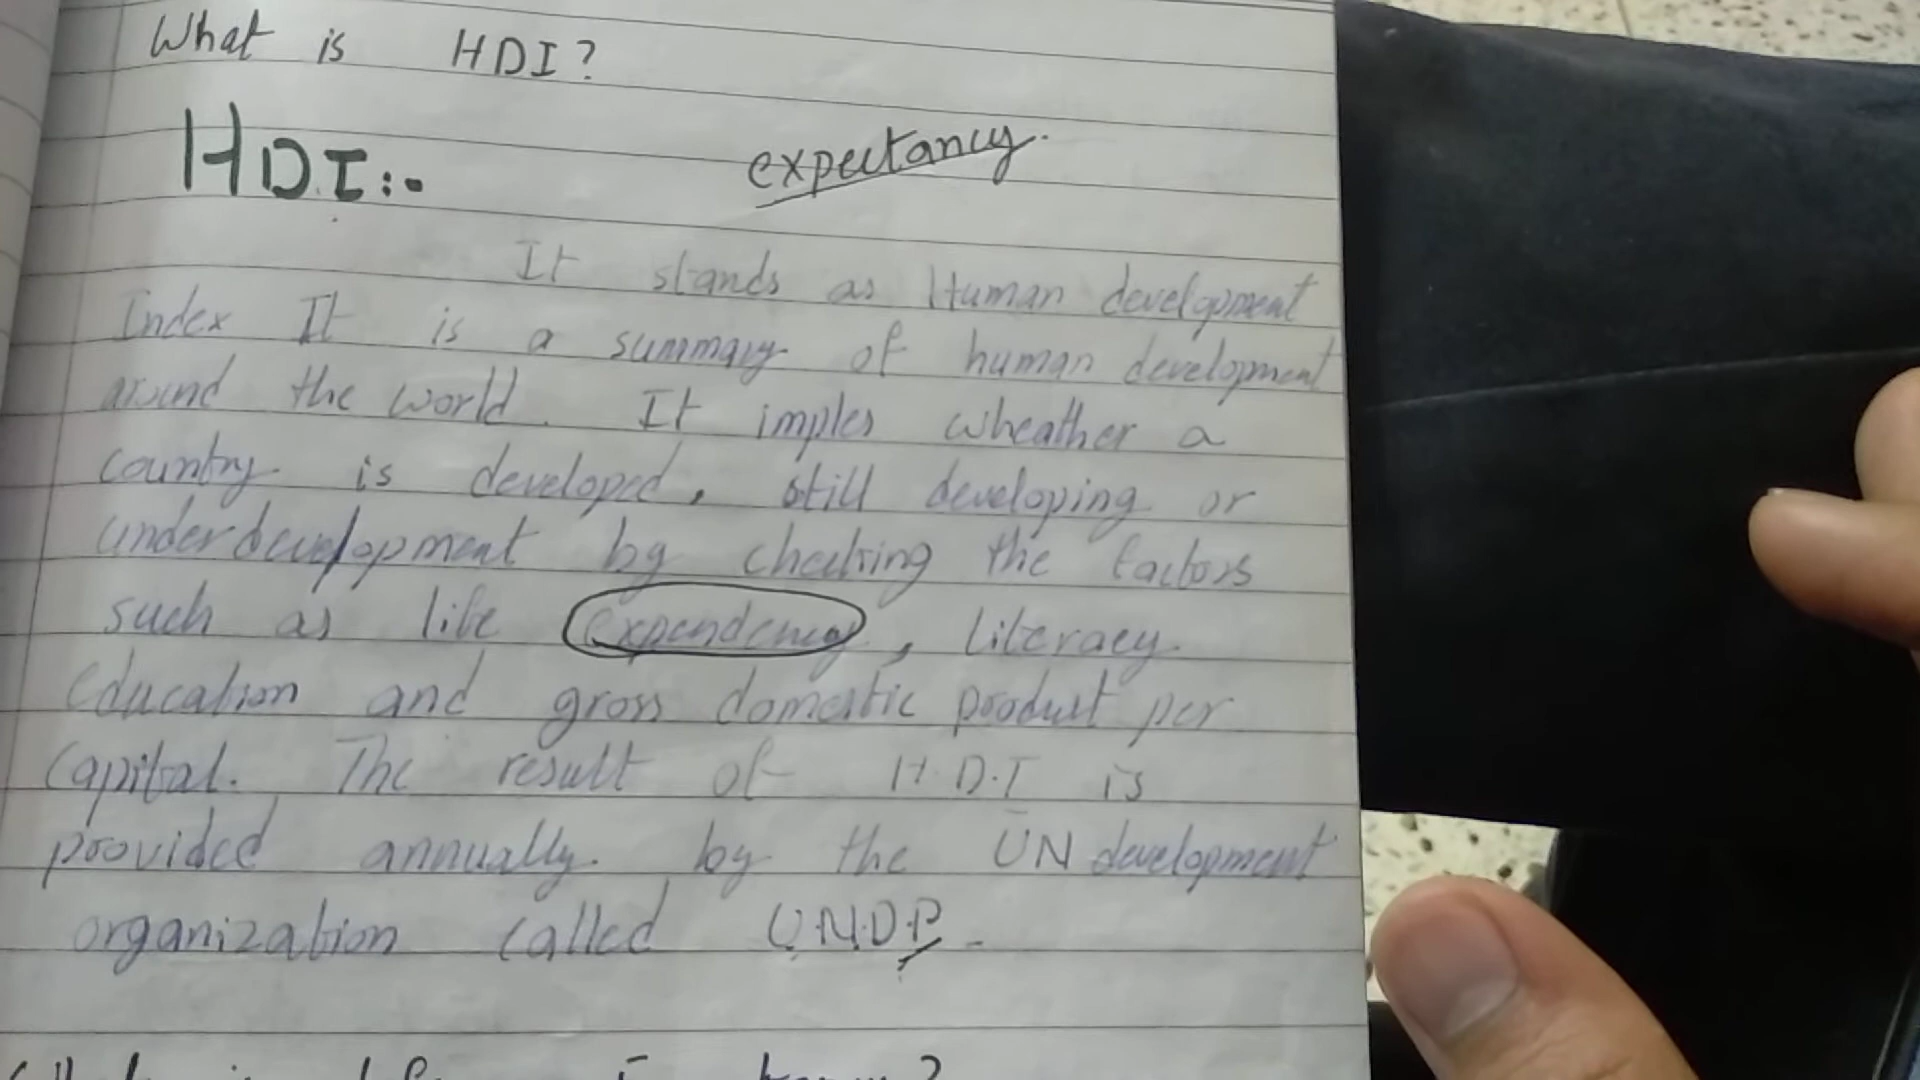 What is HDI?
HDI:-
expectancy.
It stands as Human development
Index It is a summary of human development
around the world. It imples wheather a
country is developed, still developing or
underdevelopment by checking the factors
such as life expendency, literacy
education and gross domestic product per
capital. The result of H.D.I is
provided annually by the UN development
organization called U.N.D.P.